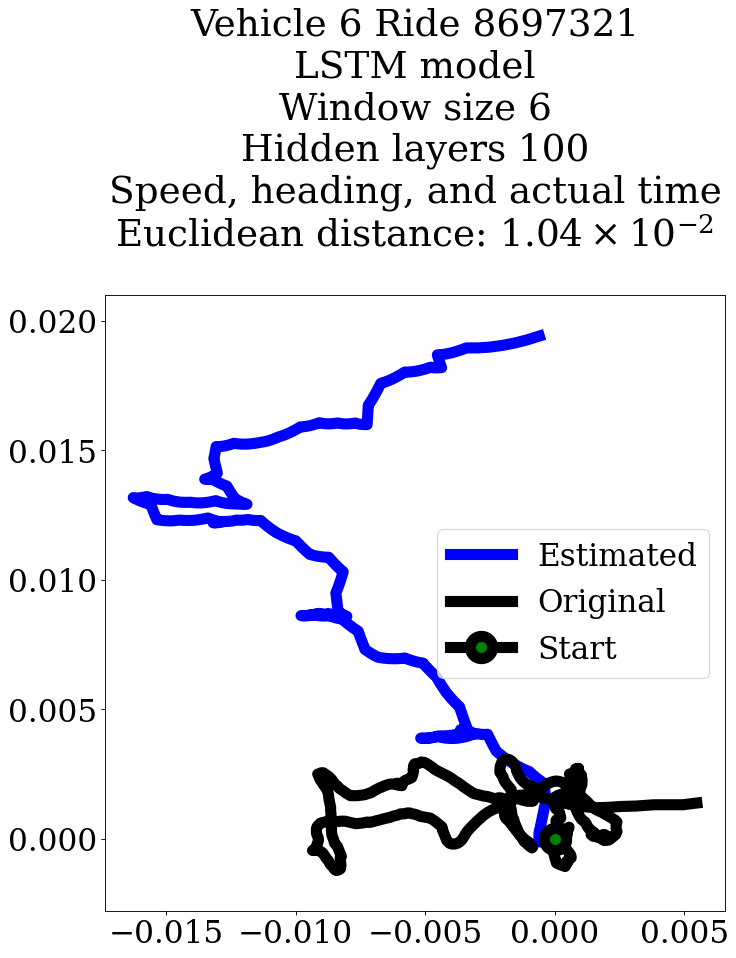 Vehicle 6 Ride 8697321
LSTM model
Window size 6
Hidden layers 100
Speed, heading, and actual time
Euclidean distance: 1.04 × 10⁻²
0.020
0.015
0.010
0.005
0.000
Estimated
Original
Start
−0.015 −0.010 −0.005 0.000 0.005